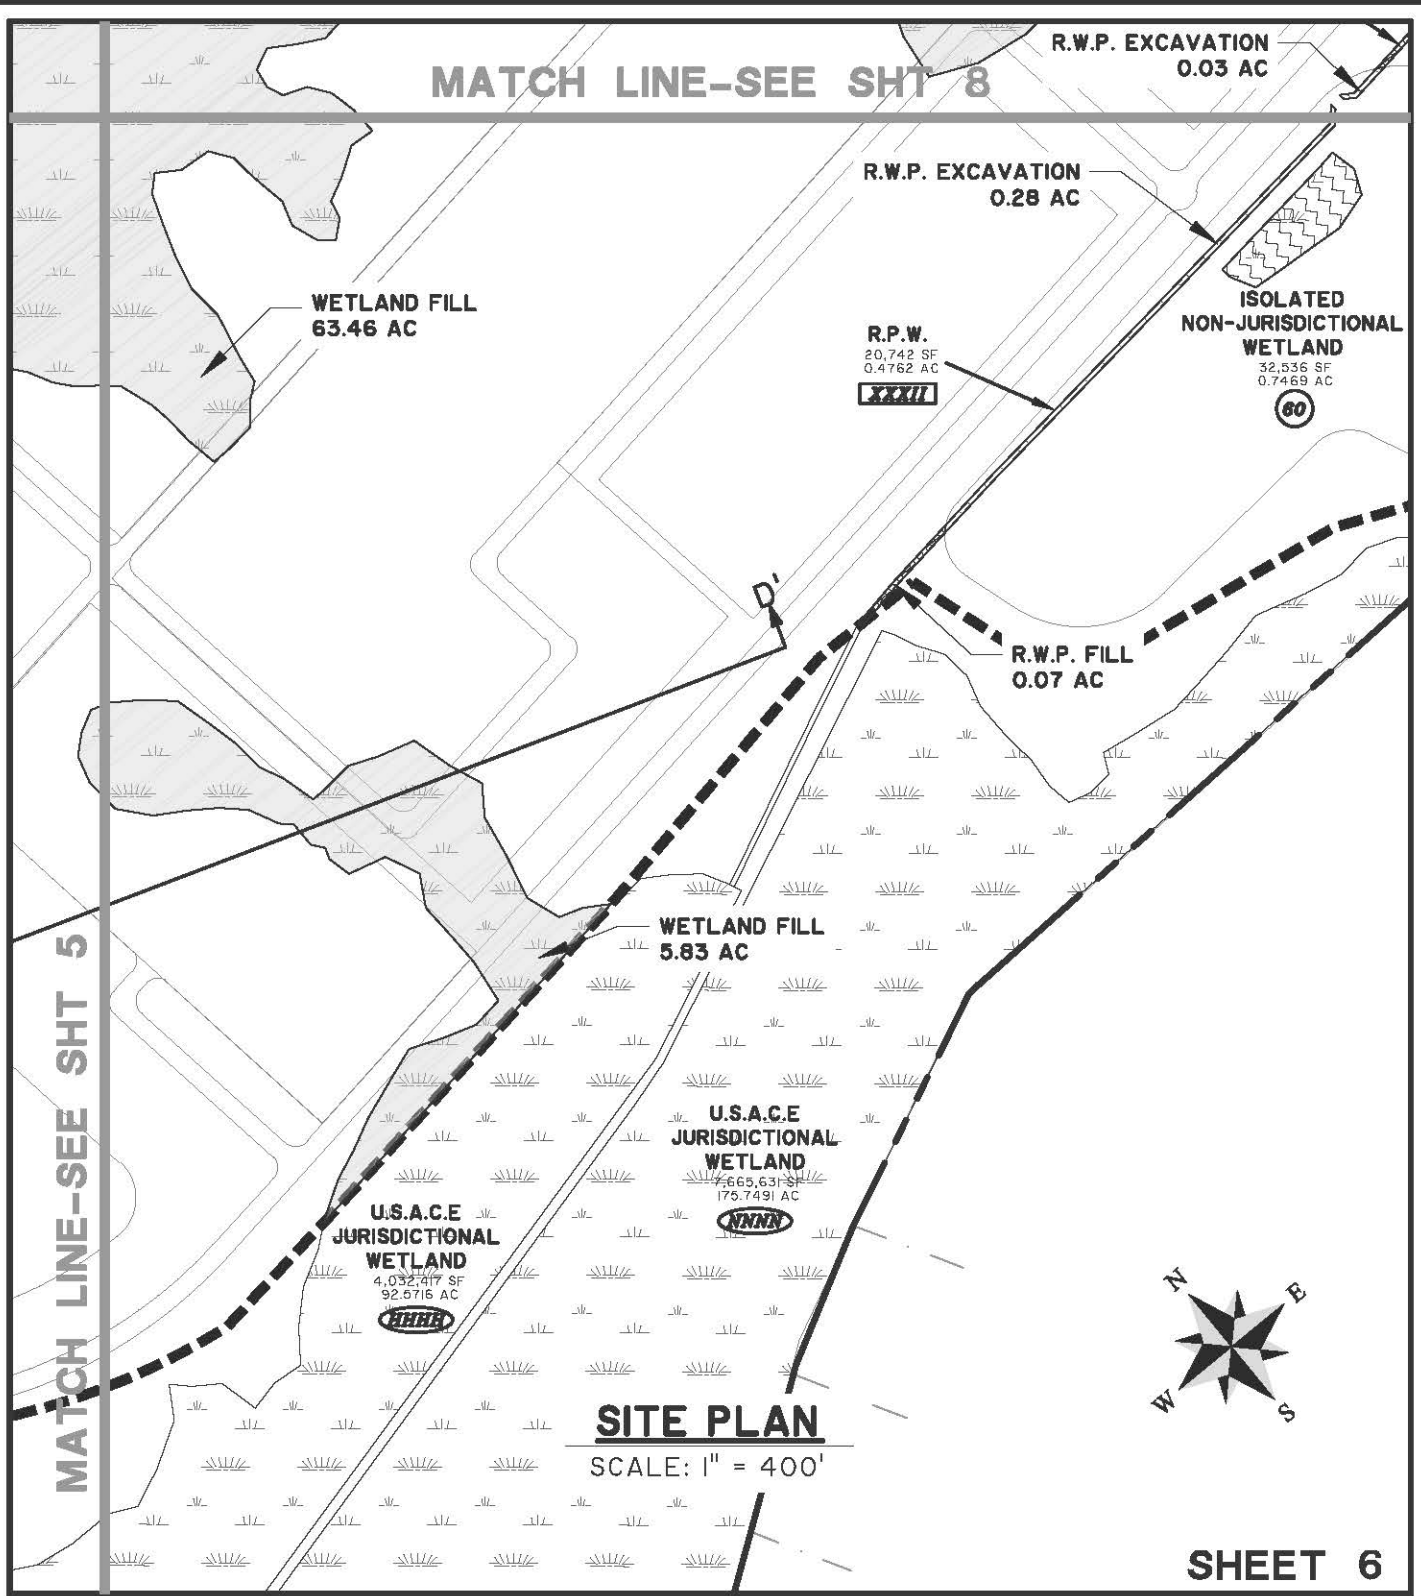 R.W.P. EXCAVATION
0.03 AC
MATCH LINE-SEE SHT 8
R.W.P. EXCAVATION
0.28 AC
WETLAND FILL
63.46 AC
ISOLATED
NON-JURISDICTIONAL
WETLAND
32,536 SF
0.7469 AC
60
R.P.W.
20,742 SF
0.4762 AC
XXXII
D'
R.W.P. FILL
0.07 AC
WETLAND FILL
5.83 AC
MATCH LINE-SEE SHT 5
U.S.A.C.E
JURISDICTIONAL
WETLAND
7,665,631 SF
175.7491 AC
NNNN
U.S.A.C.E
JURISDICTIONAL
WETLAND
4,032,417 SF
92.5716 AC
HHHH
N
E
W
S
SITE PLAN
SCALE: 1" = 400'
SHEET 6